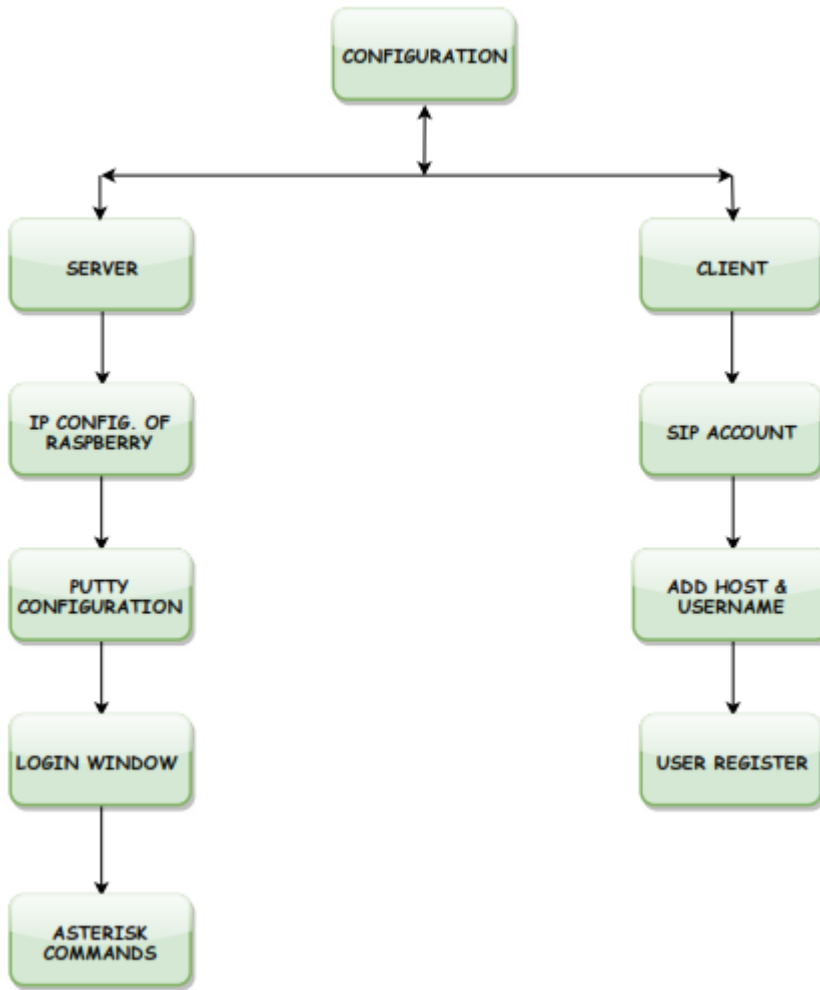 CONFIGURATION
SERVER
CLIENT
IP CONFIG. OF
RASPBERRY
SIP ACCOUNT
PUTTY
CONFIGURATION
ADD HOST &
USERNAME
LOGIN WINDOW
USER REGISTER
ASTERISK
COMMANDS